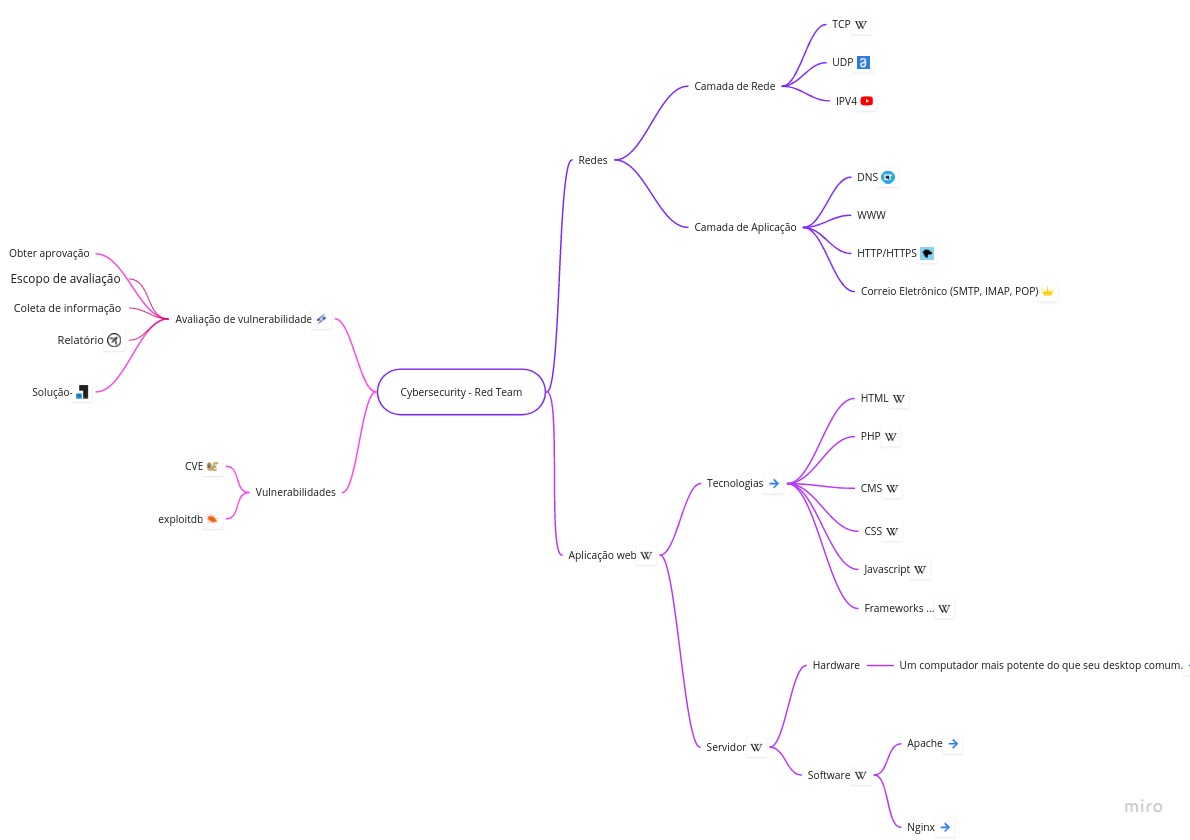 TCP
UDP
IPV4
Camada de Rede
Redes
DNS
WWW
HTTP/HTTPS
Correio Eletrônico (SMTP, IMAP, POP)
Camada de Aplicação
Obter aprovação
Escopo de avaliação
Coleta de informação
Relatório
Solução-
Avaliação de vulnerabilidade
Cybersecurity - Red Team
CVE
exploitdb
Vulnerabilidades
HTML
PHP
CMS
CSS
Javascript
Frameworks ...
Tecnologias
Aplicação web
Hardware
Um computador mais potente do que seu desktop comum.
Servidor
Software
Apache
Nginx
miro